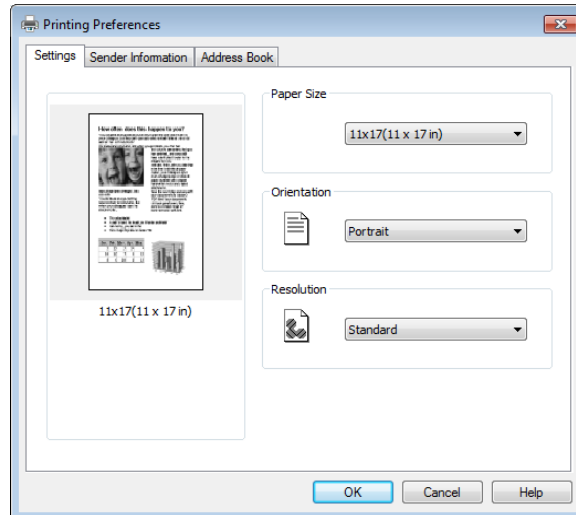 Printing Preferences
Settings
Sender Information
Address Book
How often does this happen to you?
11x17(11 x 17 in)
Paper Size
11x17(11 x 17 in)
Orientation
Portrait
Resolution
Standard
OK
Cancel
Help